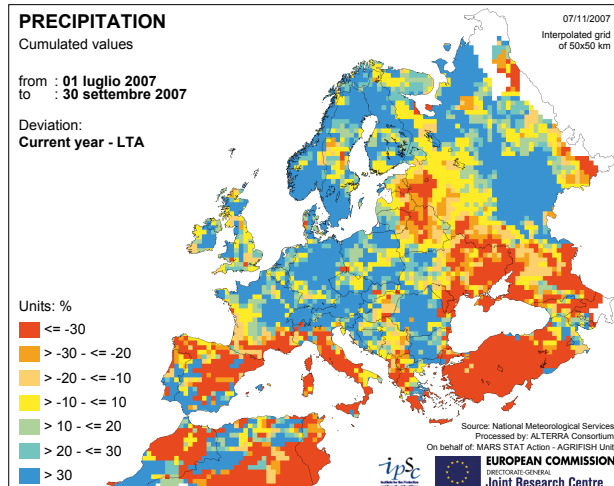 PRECIPITATION
Cumulated values
from : 01 luglio 2007
to : 30 settembre 2007
Deviation:
Current year - LTA
07/11/2007
Interpolated grid
of 50x50 km
Units: %
<= -30
> -30 - <= -20
> -20 - <= -10
> -10 - <= 10
> 10 - <= 20
> 20 - <= 30
> 30
Source: National Meteorological Services
Processed by: ALTERRA Consortium
On behalf of: MARS STAT Action - AGRIFISH Unit
ipsc
EUROPEAN COMMISSION
DIRECTORATE-GENERAL
Joint Research Centre